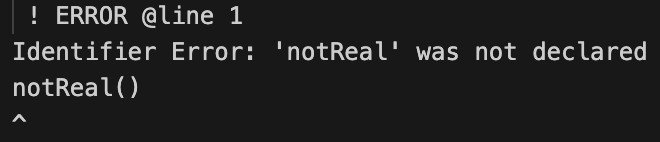 ! ERROR @line 1
Identifier Error: 'notReal' was not declared
notReal()
^